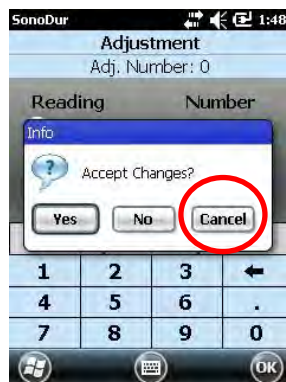 SonoDur 1:48
Adjustment
Adj. Number: 0
Reading Number
Info
Accept Changes?
Yes No Cancel
1 2 3
4 5 6 .
7 8 9 0
OK